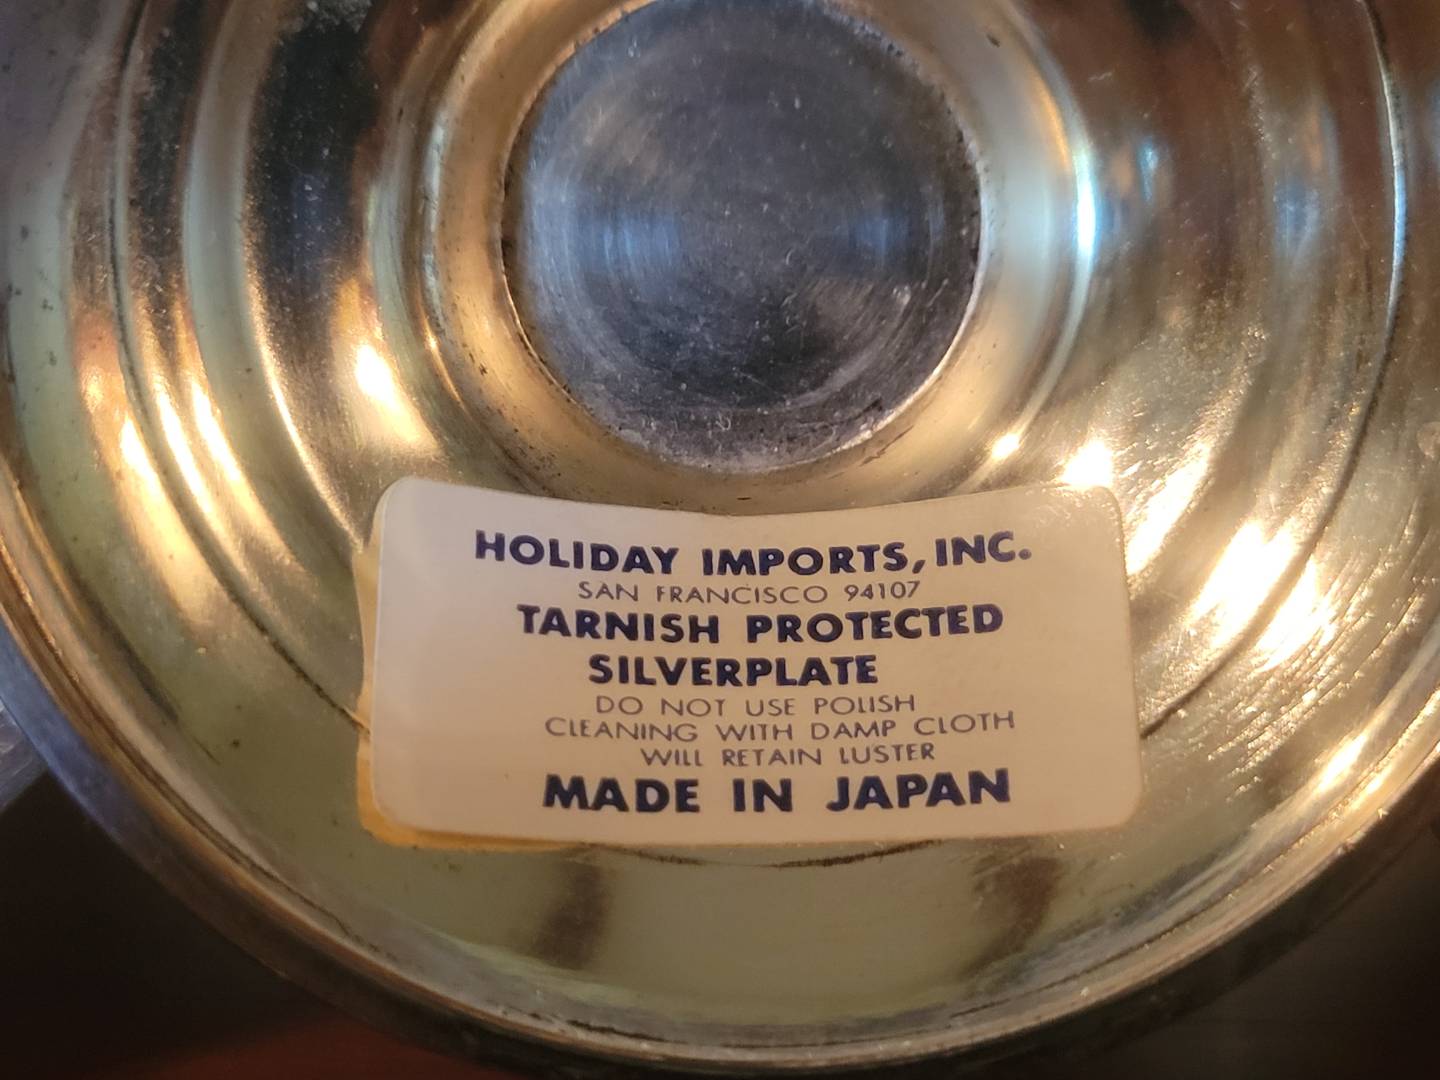 HOLIDAY IMPORTS, INC.
SAN FRANCISCO 94107
TARNISH PROTECTED
SILVERPLATE
DO NOT USE POLISH
CLEANING WITH DAMP CLOTH
WILL RETAIN LUSTER
MADE IN JAPAN